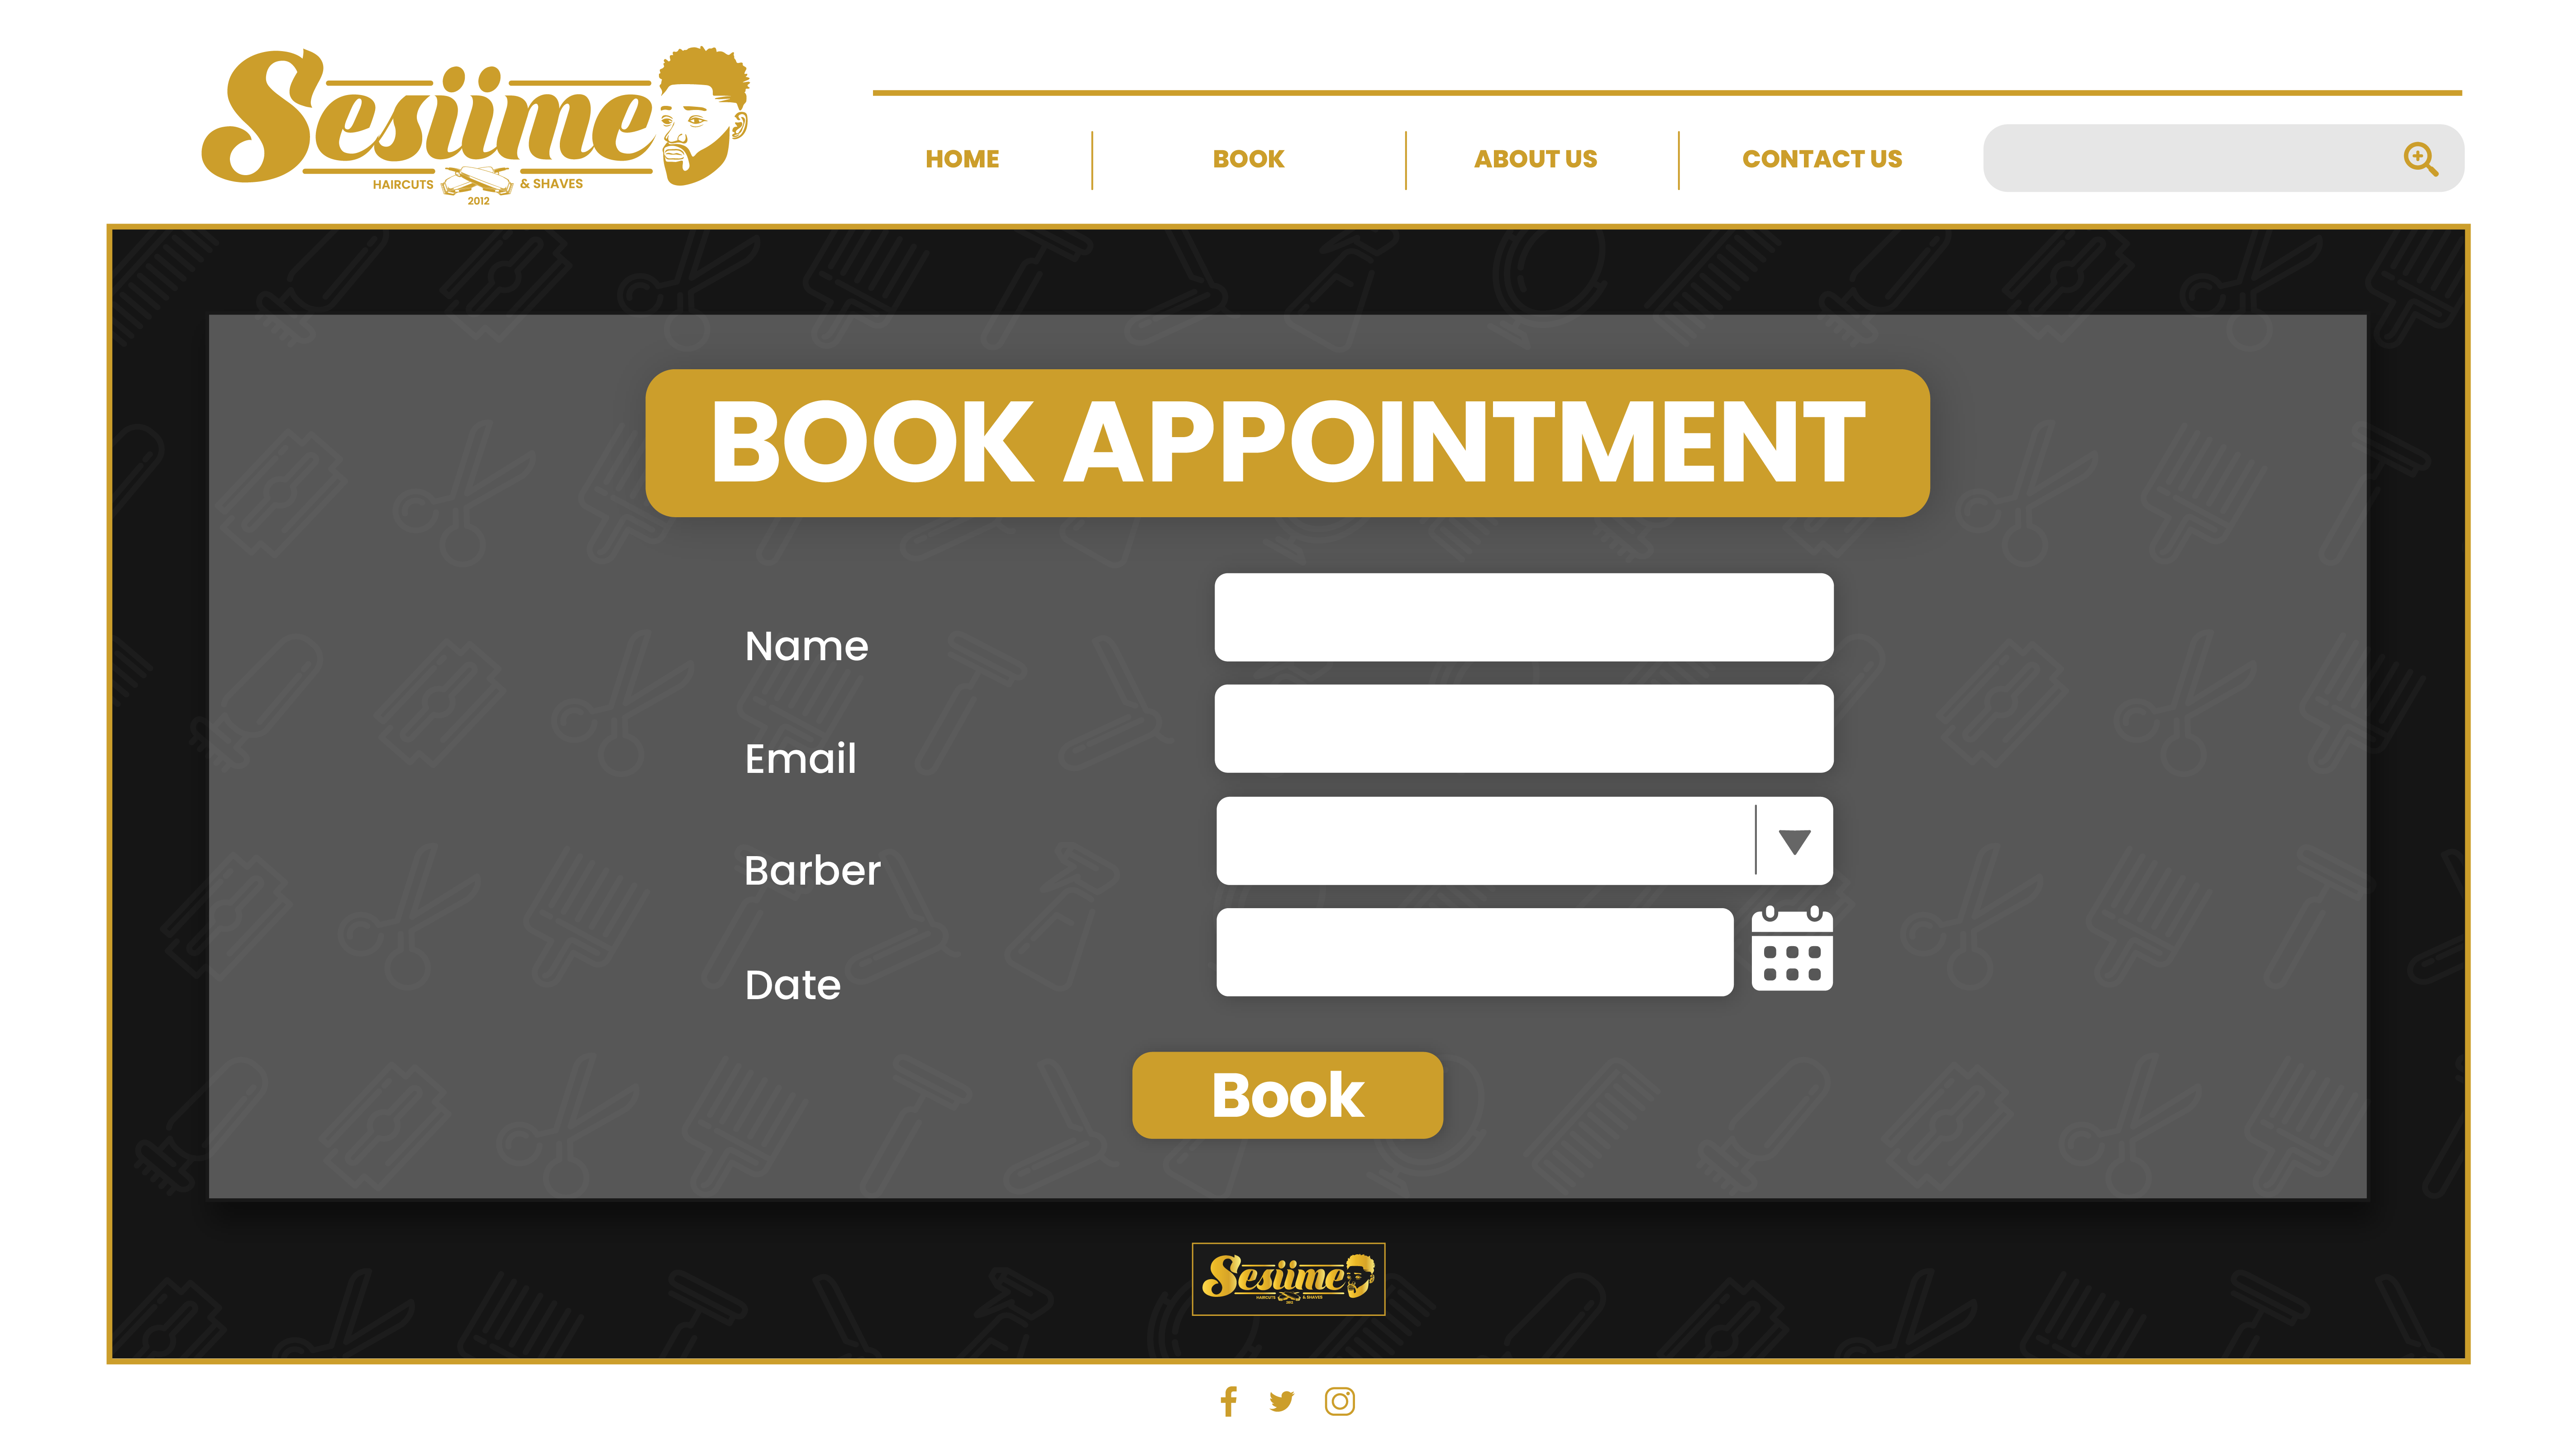 Sesiime
HAIRCUTS & SHAVES
2012
HOME BOOK ABOUT US CONTACT US
BOOK APPOINTMENT
Name
Email
Barber
Date
Book
Sesiime
HAIRCUTS & SHAVES
2012